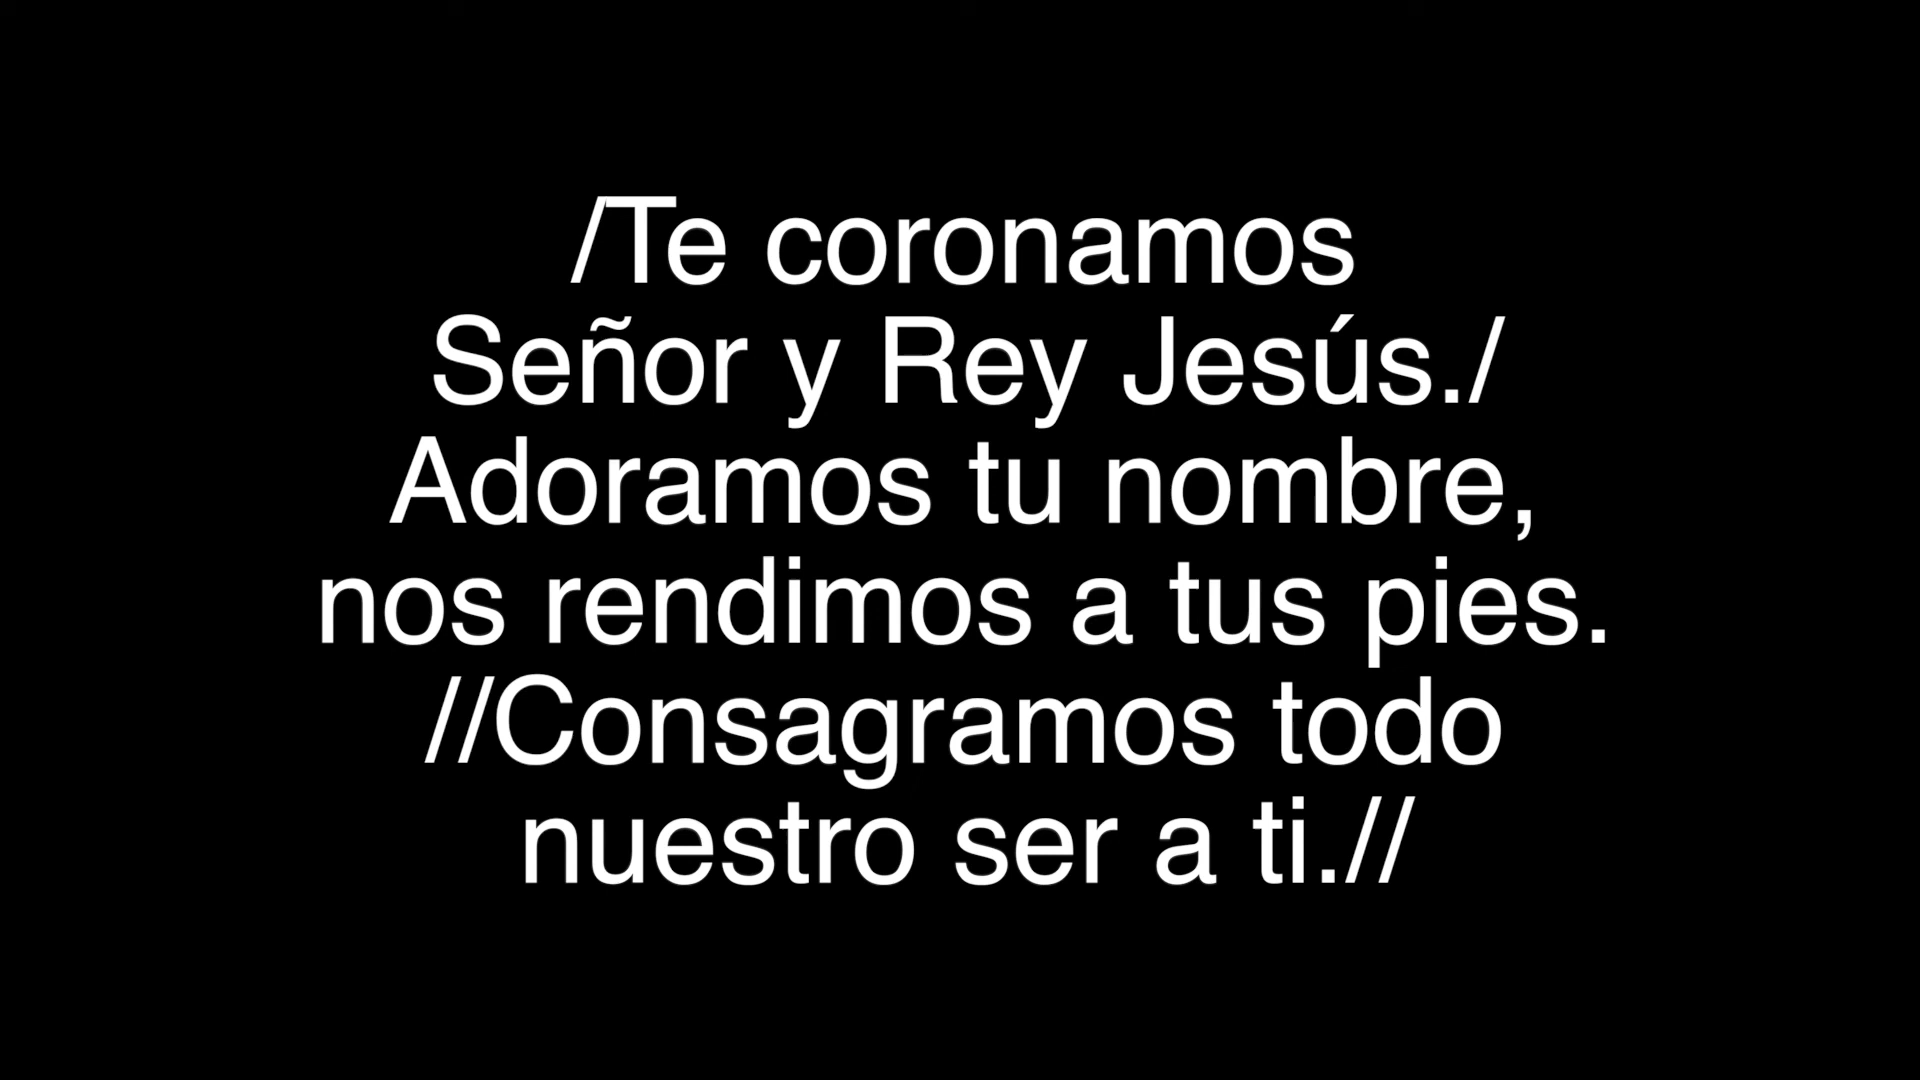 /Te coronamos
Señor y Rey Jesús./
Adoramos tu nombre,
nos rendimos a tus pies.
//Consagramos todo
nuestro ser a ti.//